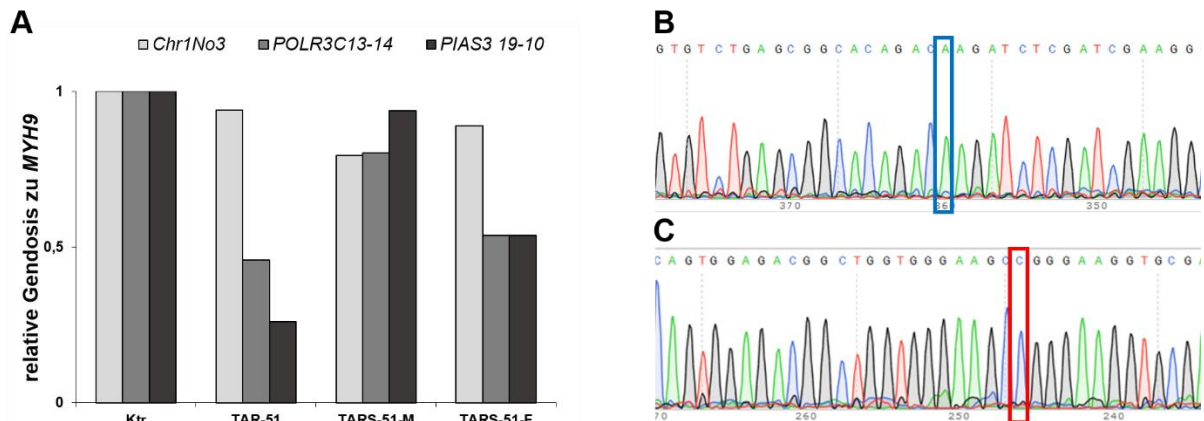 A
Chr1No3 POLR3C13-14 PIAS3 19-10
relative Gendosis zu MYH9
1
0,5
0
Ktr TAR-51 TARS-51-M TARS-51-F
B
G T G T C T G A G C G G C A C A G A C A A G A T C T C G A T C G A A G G
370 360 350
C
C A G T G G A G A C G G C T G G T G G G A A G C C G G G A A G G T G C G A
70 260 250 240